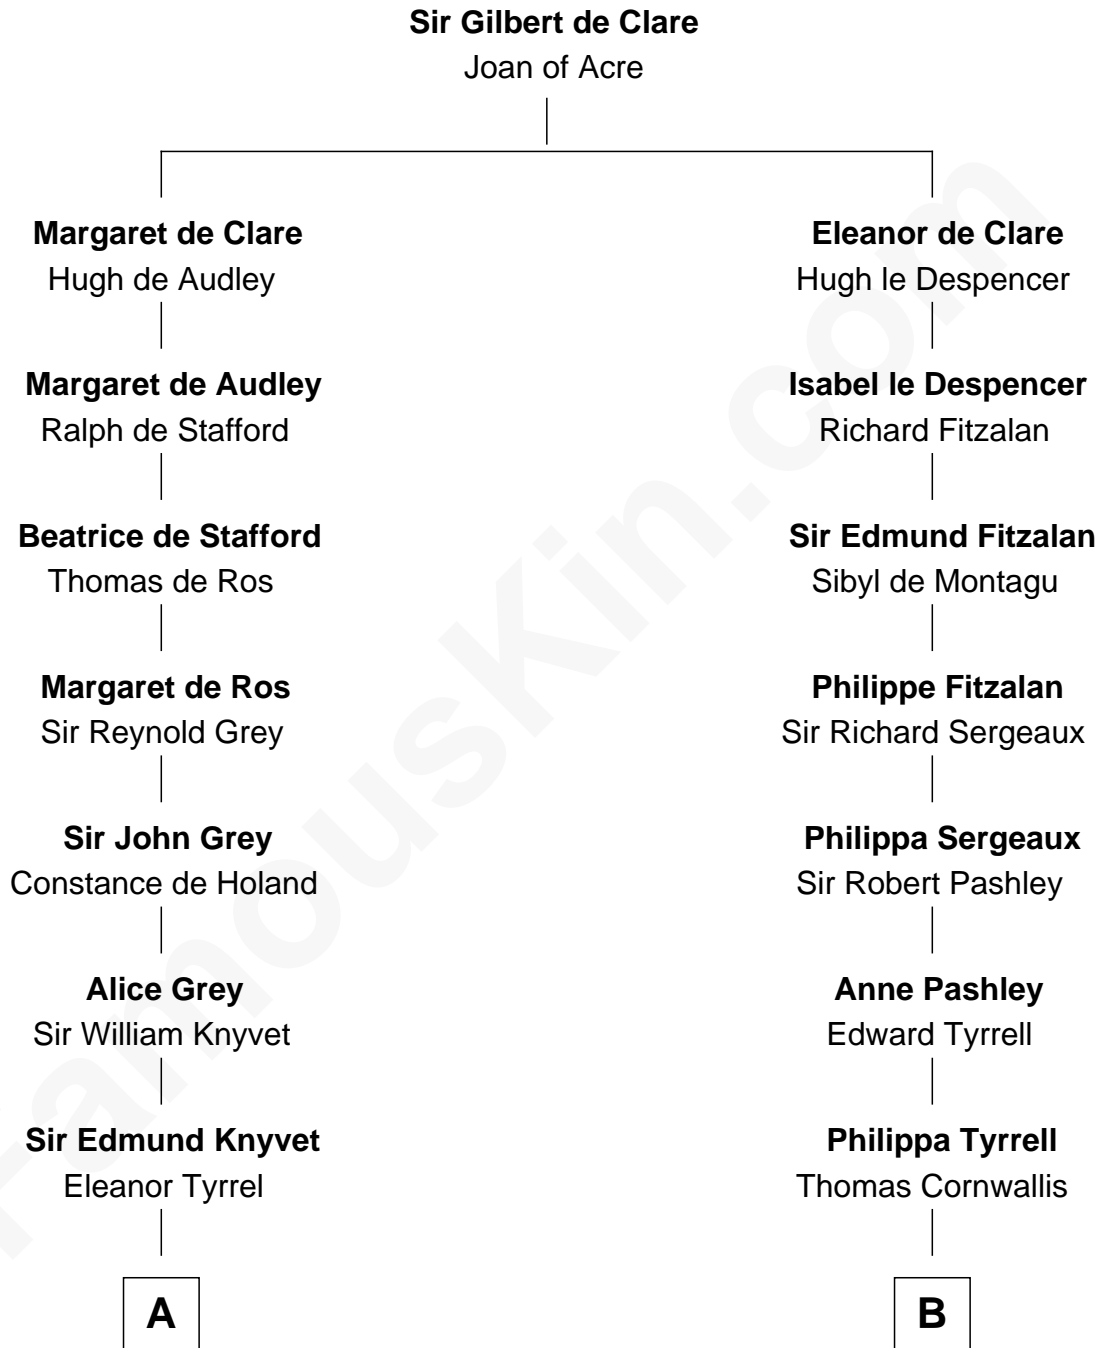 Sir Gilbert de Clare
Joan of Acre
Margaret de Clare
Hugh de Audley
Eleanor de Clare
Hugh le Despencer
Margaret de Audley
Ralph de Stafford
Isabel le Despencer
Richard Fitzalan
Beatrice de Stafford
Thomas de Ros
Sir Edmund Fitzalan
Sibyl de Montagu
Margaret de Ros
Sir Reynold Grey
Philippe Fitzalan
Sir Richard Sergeaux
Sir John Grey
Constance de Holand
Philippa Sergeaux
Sir Robert Pashley
Alice Grey
Sir William Knyvet
Anne Pashley
Edward Tyrrell
Sir Edmund Knyvet
Eleanor Tyrrel
Philippa Tyrrell
Thomas Cornwallis
A
B
FamousKin.com